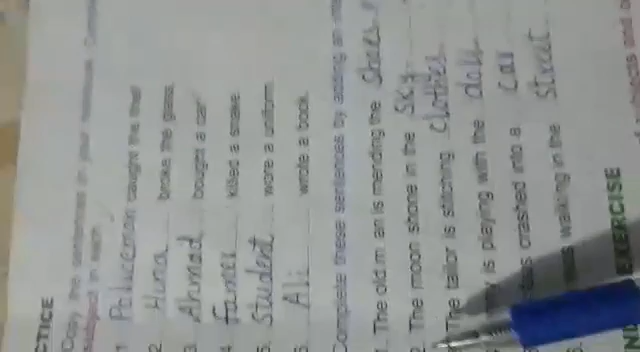 CTICE
Copy the sentences in your
subject in each.
1. Policeman caught the thief
2. Huma broke the glass.
3. Ahmad bought a car.
4. Famer killed a snake.
5. Student wore a uniform.
6. Ali wrote a book.
Complete these sentences by adding an
1. The old man is mending the Shoes
2. The moon shone in the Sky
The tailor is stitching Clothes
is playing with the doll
crashed into a Car
walking in the Street
EXERCISE